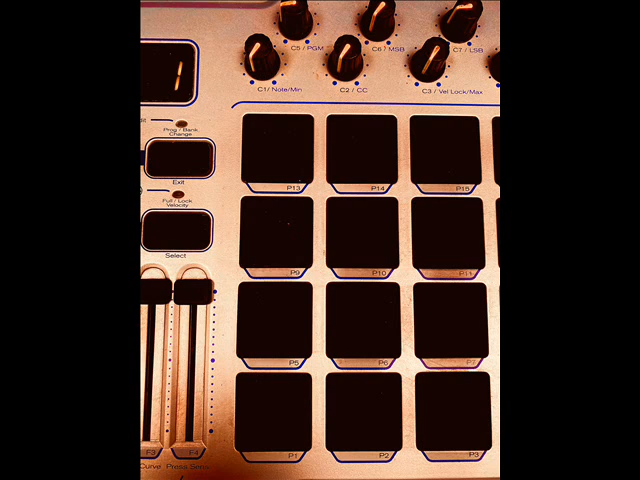 C5 / PGM
C6 / MSB
C7 / LSB
1
C1/ Note/Min
C2 / CC
C3 / Vel Lock/Max
Prog / Bank
Change
Exit
Full / Lock
Velocity
Select
P13
P14
P15
P9
P10
P11
P5
P6
P7
P1
P2
P3
F3
F4
Curve
Press Sens